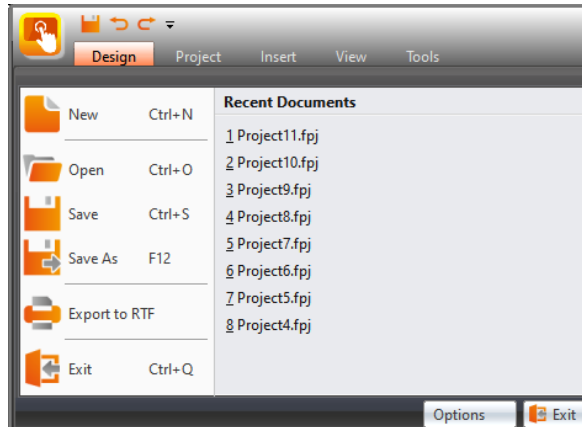 Design Project Insert View Tools
Recent Documents
New Ctrl+N
1 Project11.fpj
2 Project10.fpj
Open Ctrl+O
3 Project9.fpj
Save Ctrl+S
4 Project8.fpj
5 Project7.fpj
Save As F12
6 Project6.fpj
7 Project5.fpj
Export to RTF
8 Project4.fpj
Exit Ctrl+Q
Options Exit